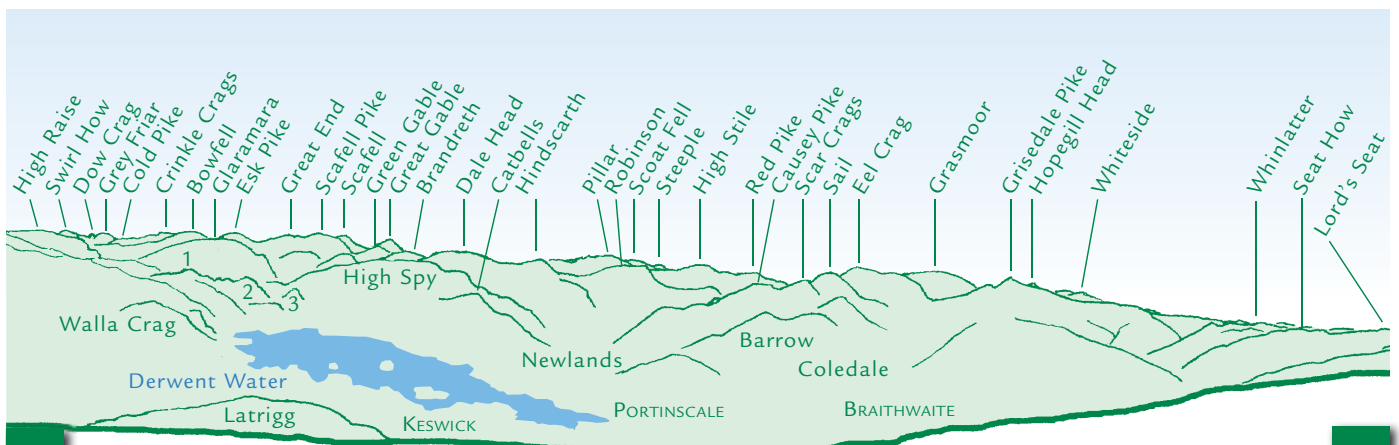 High Raise
Swirl How
Dow Crag
Grey Friar
Cold Pike
Crinkle Crags
Bowfell
Glaramara
Esk Pike
Great End
Scafell Pike
Scafell
Green Gable
Great Gable
Brandreth
Dale Head
Catbells
Hindscarth
Pillar
Robinson
Scoat Fell
Steeple
High Stile
Red Pike
Causey Pike
Scar Crags
Sail
Eel Crag
Grasmoor
Grisedale Pike
Hopegill Head
Whiteside
Whinlatter
Seat How
Lord's Seat
1
High Spy
2
3
Walla Crag
Barrow
Newlands
Coledale
Derwent Water
Latrigg
KESWICK
PORTINSCALE
BRAITHWAITE